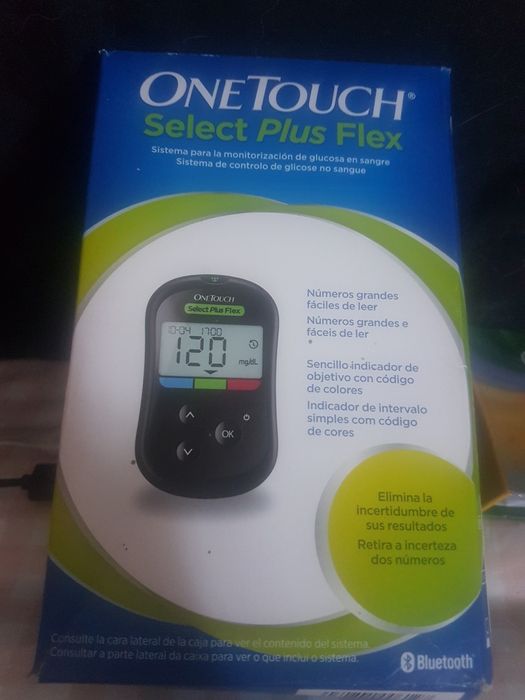 ONETOUCH®
Select Plus Flex
Sistema para la monitorización de glucosa en sangre
Sistema de controlo de glicose no sangue
ONETOUCH
Select Plus Flex
10-04 17:00
120
mg/dL
OK
Números grandes
fáciles de leer
Números grandes e
fáceis de ler
Sencillo indicador de
objetivo con código
de colores
Indicador de intervalo
simples com código
de cores
Elimina la
incertidumbre de
sus resultados
Retira a incerteza
dos números
Consulte la cara lateral de la caja para ver el contenido del sistema.
Consultar a parte lateral da caixa para ver o que inclui o sistema.
Bluetooth®